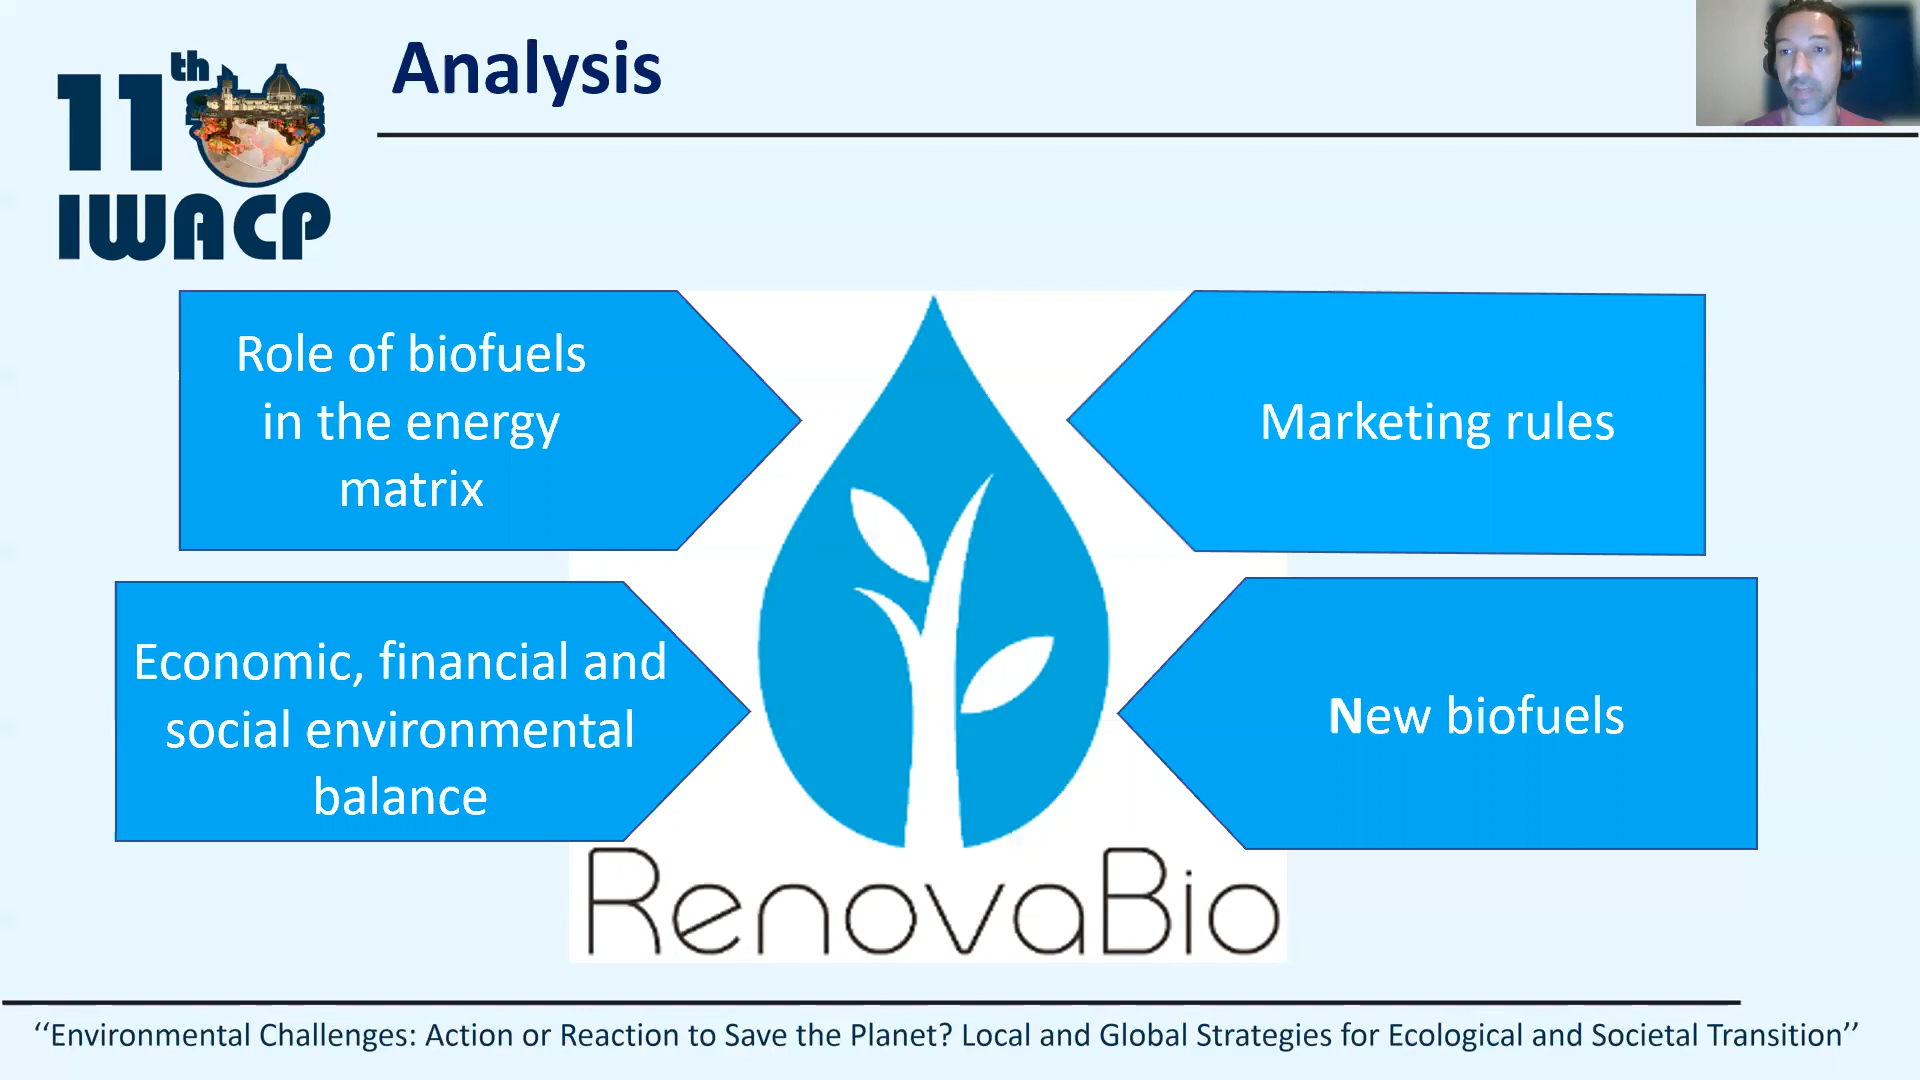 Analysis
11th
IWACP
Role of biofuels
in the energy
matrix
Marketing rules
Economic, financial and
social environmental
balance
New biofuels
RenovaBio
‘‘Environmental Challenges: Action or Reaction to Save the Planet? Local and Global Strategies for Ecological and Societal Transition’’